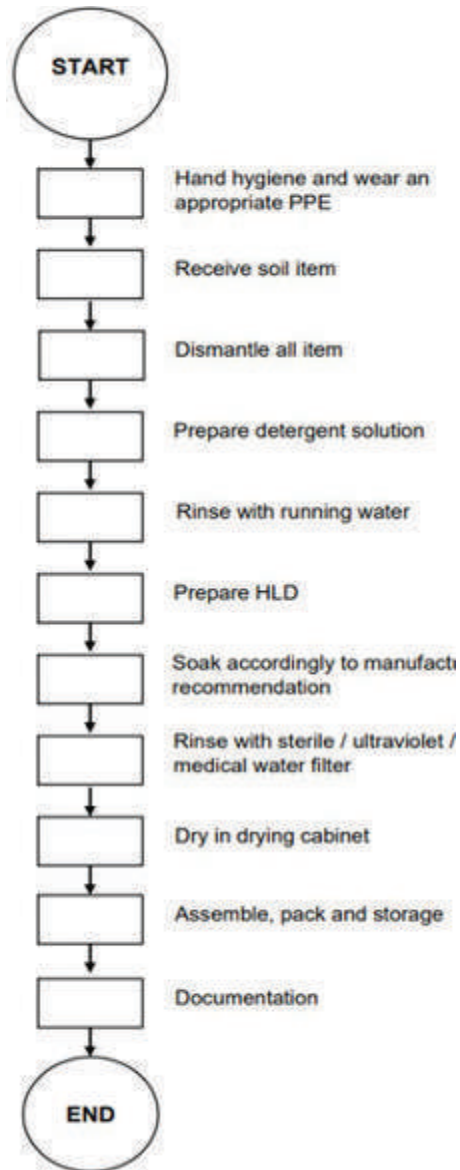 START
Hand hygiene and wear an
appropriate PPE
Receive soil item
Dismantle all item
Prepare detergent solution
Rinse with running water
Prepare HLD
Soak accordingly to manufactu
recommendation
Rinse with sterile / ultraviolet /
medical water filter
Dry in drying cabinet
Assemble, pack and storage
Documentation
END